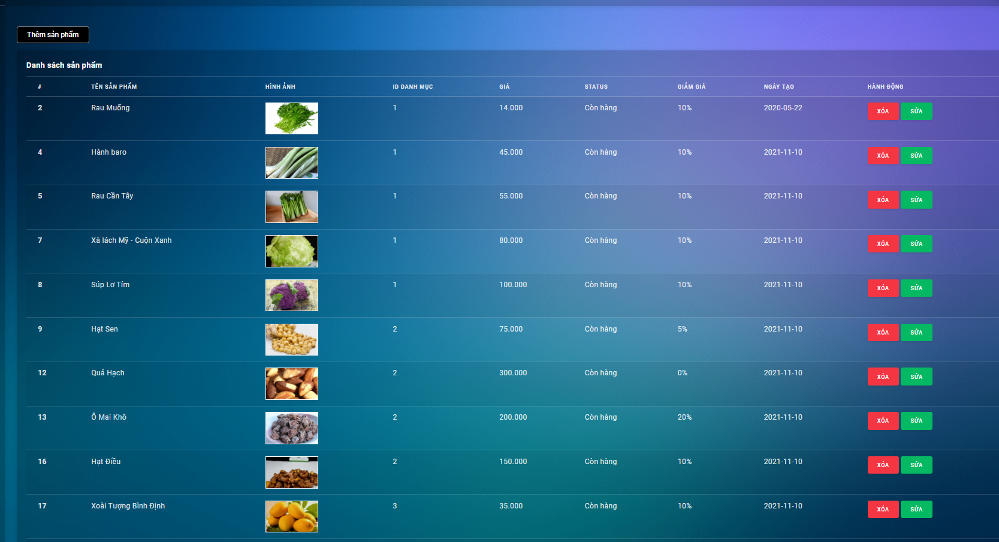 Thêm sản phẩm
Danh sách sản phẩm
# TÊN SẢN PHẨM HÌNH ẢNH ID DANH MỤC GIÁ STATUS GIẢM GIÁ NGÀY TẠO HÀNH ĐỘNG
2 Rau Muống 1 14.000 Còn hàng 10% 2020-05-22 XÓA SỬA
4 Hành baro 1 45.000 Còn hàng 10% 2021-11-10 XÓA SỬA
5 Rau Cần Tây 1 55.000 Còn hàng 10% 2021-11-10 XÓA SỬA
7 Xà lách Mỹ - Cuộn Xanh 1 80.000 Còn hàng 10% 2021-11-10 XÓA SỬA
8 Súp Lơ Tím 1 100.000 Còn hàng 10% 2021-11-10 XÓA SỬA
9 Hạt Sen 2 75.000 Còn hàng 5% 2021-11-10 XÓA SỬA
12 Quả Hạch 2 300.000 Còn hàng 0% 2021-11-10 XÓA SỬA
13 Ô Mai Khô 2 200.000 Còn hàng 20% 2021-11-10 XÓA SỬA
16 Hạt Điều 2 150.000 Còn hàng 10% 2021-11-10 XÓA SỬA
17 Xoài Tượng Bình Định 3 35.000 Còn hàng 10% 2021-11-10 XÓA SỬA